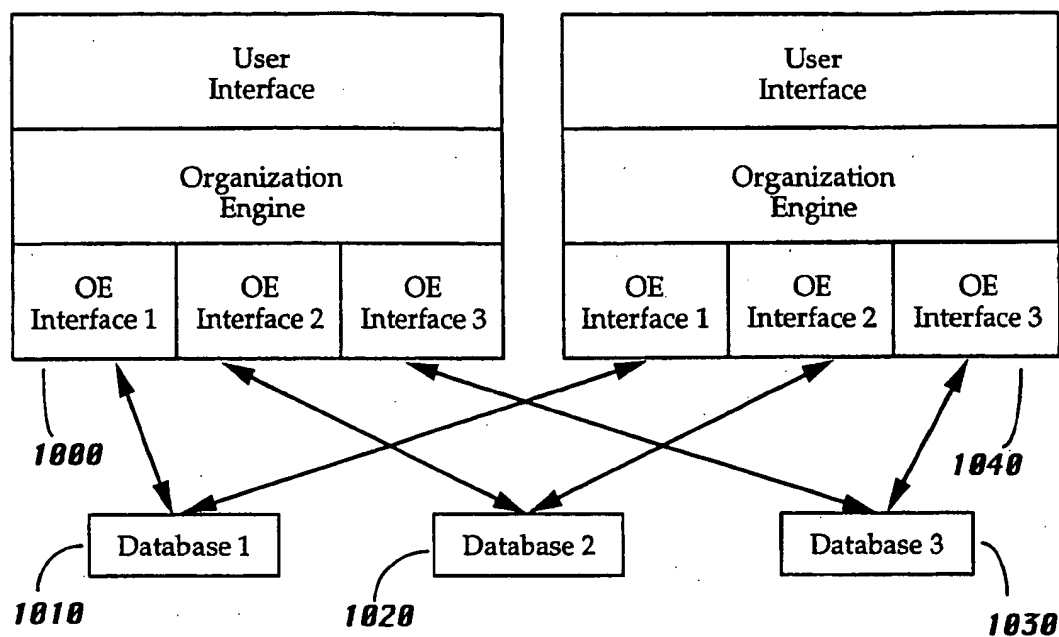 User
Interface
User
Interface
Organization
Engine
Organization
Engine
OE
Interface 1
OE
Interface 2
OE
Interface 3
OE
Interface 1
OE
Interface 2
OE
Interface 3
1000
1040
Database 1
Database 2
Database 3
1010
1020
1030